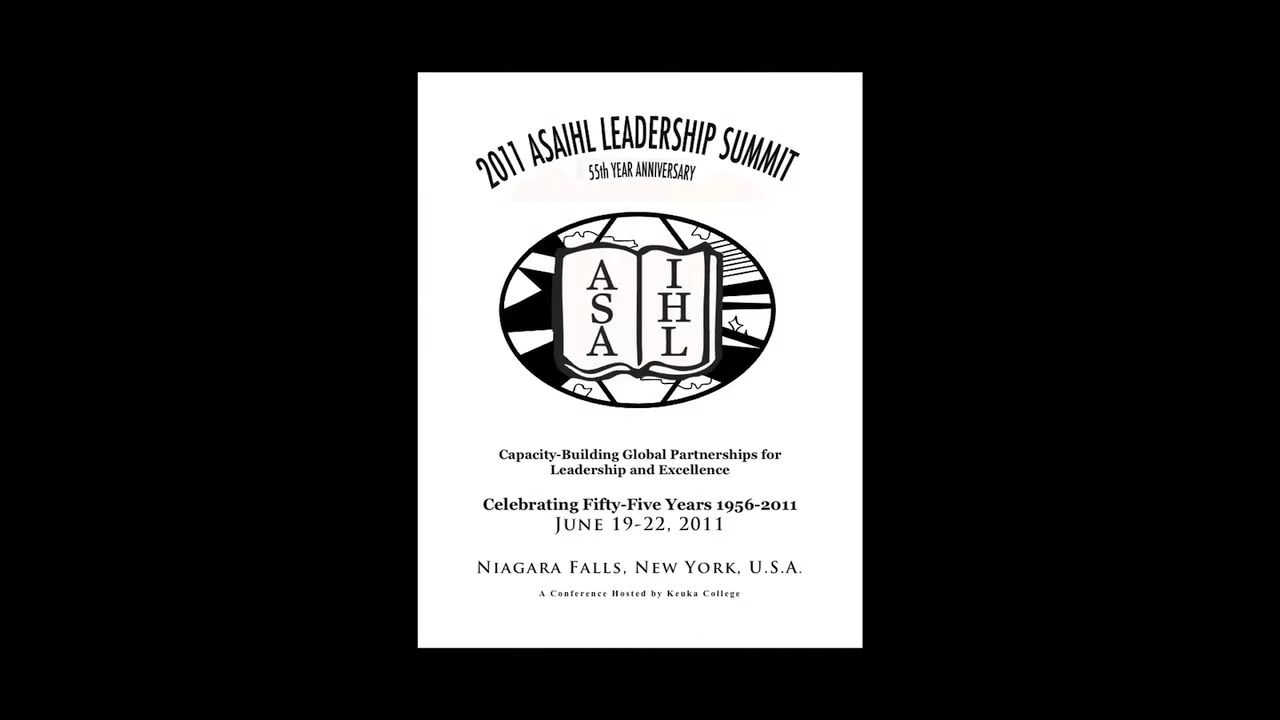 2011 ASAIHL LEADERSHIP SUMMIT
55th YEAR ANNIVERSARY
A
S
A
I
H
L
Capacity-Building Global Partnerships for
Leadership and Excellence
Celebrating Fifty-Five Years 1956-2011
JUNE 19-22, 2011
NIAGARA FALLS, NEW YORK, U.S.A.
A Conference Hosted by Keuka College